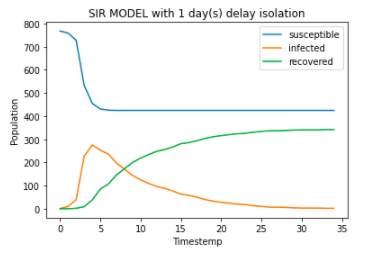 SIR MODEL with 1 day(s) delay isolation
800
700
600
500
400
300
200
100
0
Population
susceptible
infected
recovered
0 5 10 15 20 25 30 35
Timestemp